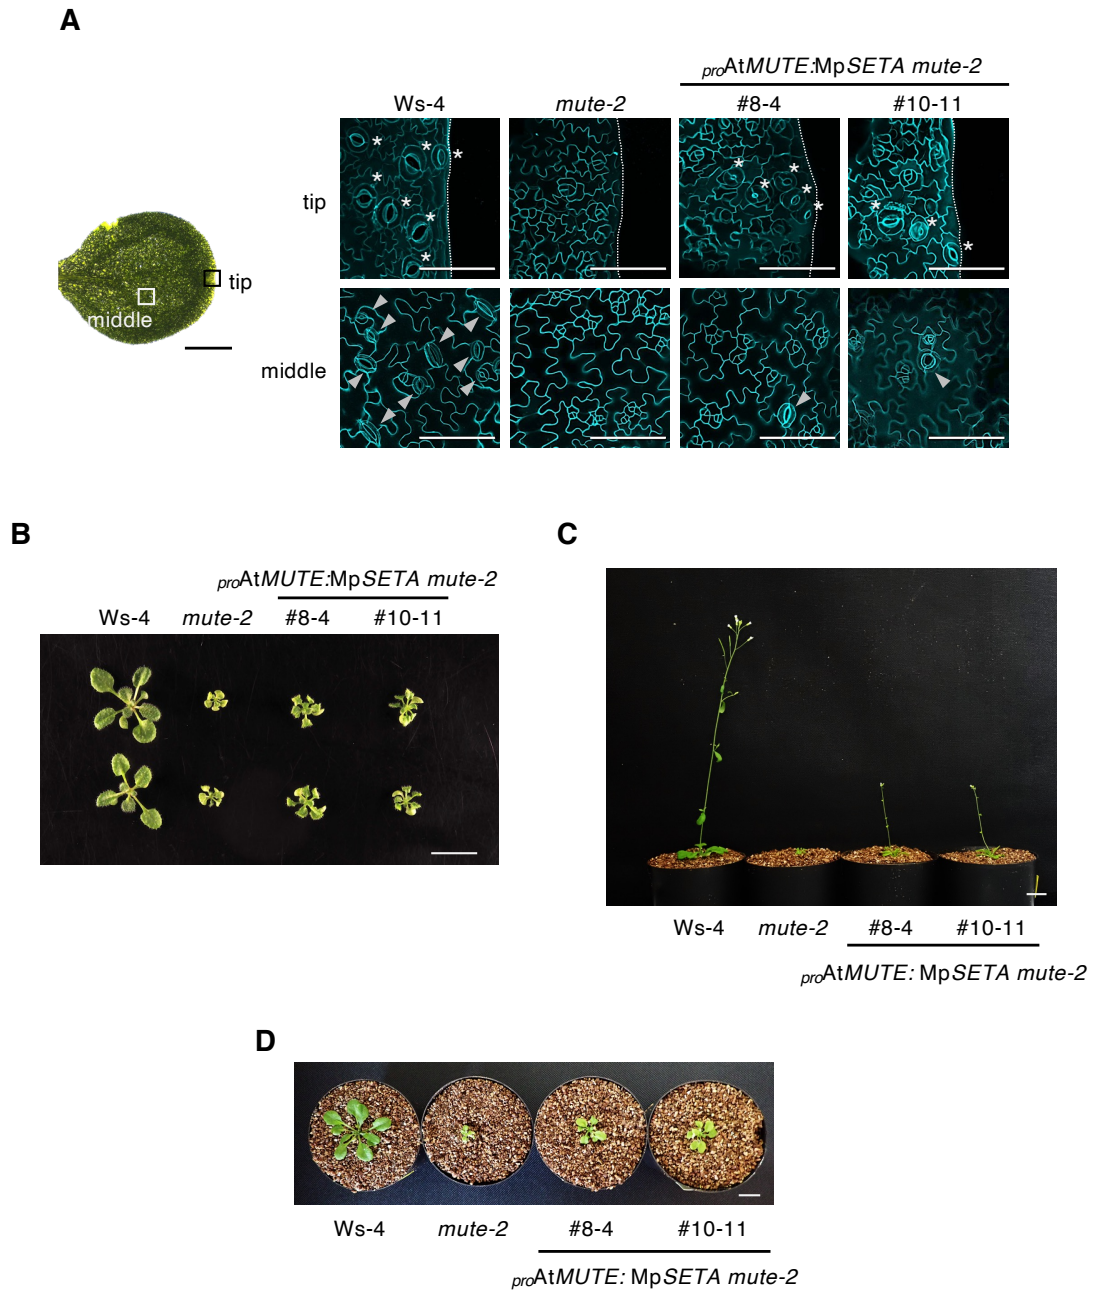 A
proAtMUTE:MpSETA mute-2
Ws-4 mute-2 #8-4 #10-11
tip
tip
middle
middle
B
proAtMUTE:MpSETA mute-2
Ws-4 mute-2 #8-4 #10-11
C
Ws-4 mute-2 #8-4 #10-11
proAtMUTE: MpSETA mute-2
D
Ws-4 mute-2 #8-4 #10-11
proAtMUTE: MpSETA mute-2